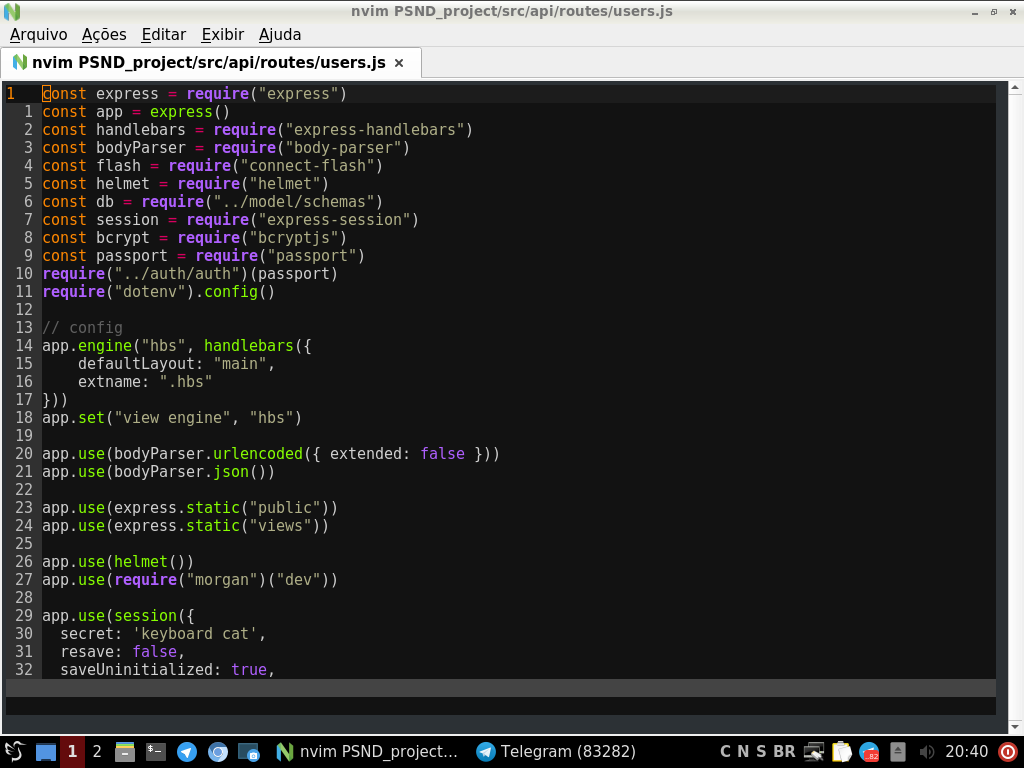 nvim PSND_project/src/api/routes/users.js
Arquivo Ações Editar Exibir Ajuda
nvim PSND_project/src/api/routes/users.js ×
1 const express = require("express")
1 const app = express()
2 const handlebars = require("express-handlebars")
3 const bodyParser = require("body-parser")
4 const flash = require("connect-flash")
5 const helmet = require("helmet")
6 const db = require("../model/schemas")
7 const session = require("express-session")
8 const bcrypt = require("bcryptjs")
9 const passport = require("passport")
10 require("../auth/auth")(passport)
11 require("dotenv").config()
12
13 // config
14 app.engine("hbs", handlebars({
15     defaultLayout: "main",
16     extname: ".hbs"
17 }))
18 app.set("view engine", "hbs")
19
20 app.use(bodyParser.urlencoded({ extended: false }))
21 app.use(bodyParser.json())
22
23 app.use(express.static("public"))
24 app.use(express.static("views"))
25
26 app.use(helmet())
27 app.use(require("morgan")("dev"))
28
29 app.use(session({
30   secret: 'keyboard cat',
31   resave: false,
32   saveUninitialized: true,
1 2 $- nvim PSND_project... Telegram (83282) C N S BR .82 20:40